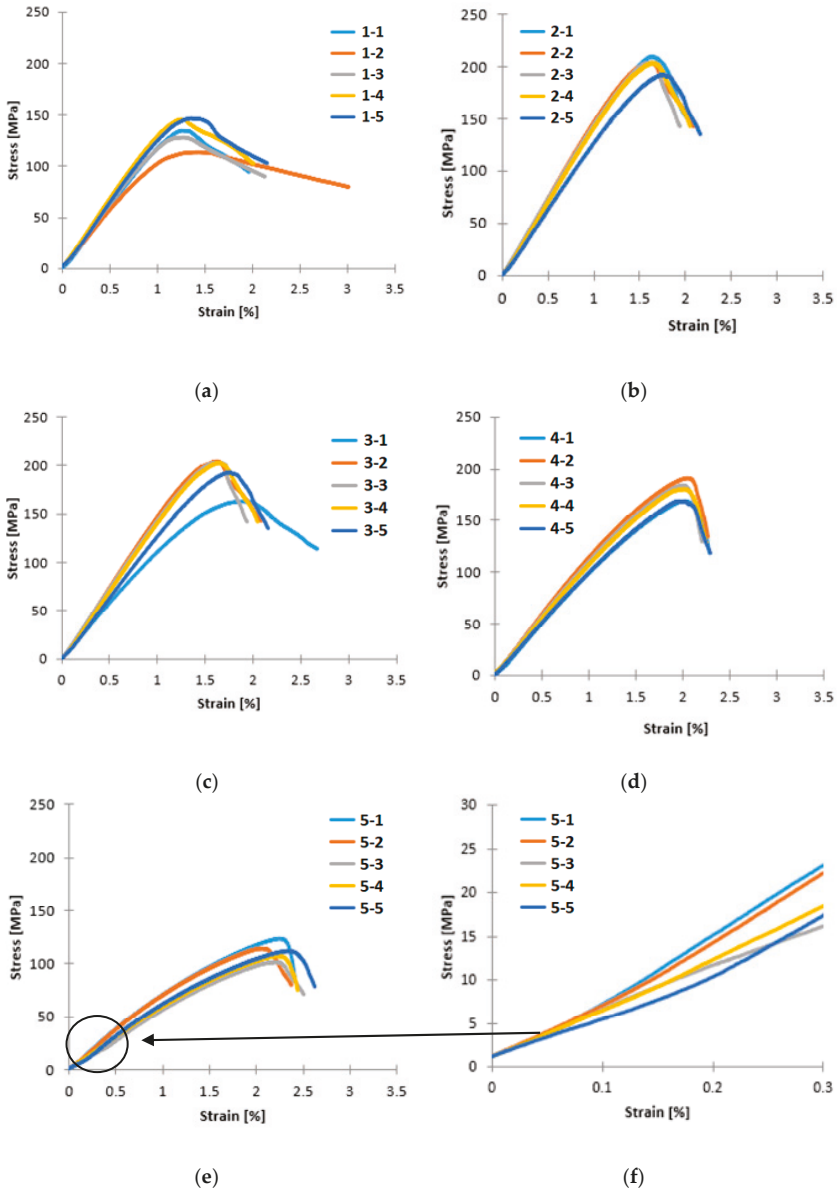 250
200
150
100
50
0
Stress [MPa]
1-1
1-2
1-3
1-4
1-5
0 0.5 1 1.5 2 2.5 3 3.5
Strain [%]
(a)
250
200
150
100
50
0
Stress [MPa]
2-1
2-2
2-3
2-4
2-5
0 0.5 1 1.5 2 2.5 3 3.5
Strain [%]
(b)
250
200
150
100
50
0
Stress [MPa]
3-1
3-2
3-3
3-4
3-5
0 0.5 1 1.5 2 2.5 3 3.5
Strain [%]
(c)
250
200
150
100
50
0
Stress [MPa]
4-1
4-2
4-3
4-4
4-5
0 0.5 1 1.5 2 2.5 3 3.5
Strain [%]
(d)
250
200
150
100
50
0
Stress [MPa]
5-1
5-2
5-3
5-4
5-5
0 0.5 1 1.5 2 2.5 3 3.5
Strain [%]
(e)
30
25
20
15
10
5
0
Stress [MPa]
5-1
5-2
5-3
5-4
5-5
0 0.1 0.2 0.3
Strain [%]
(f)